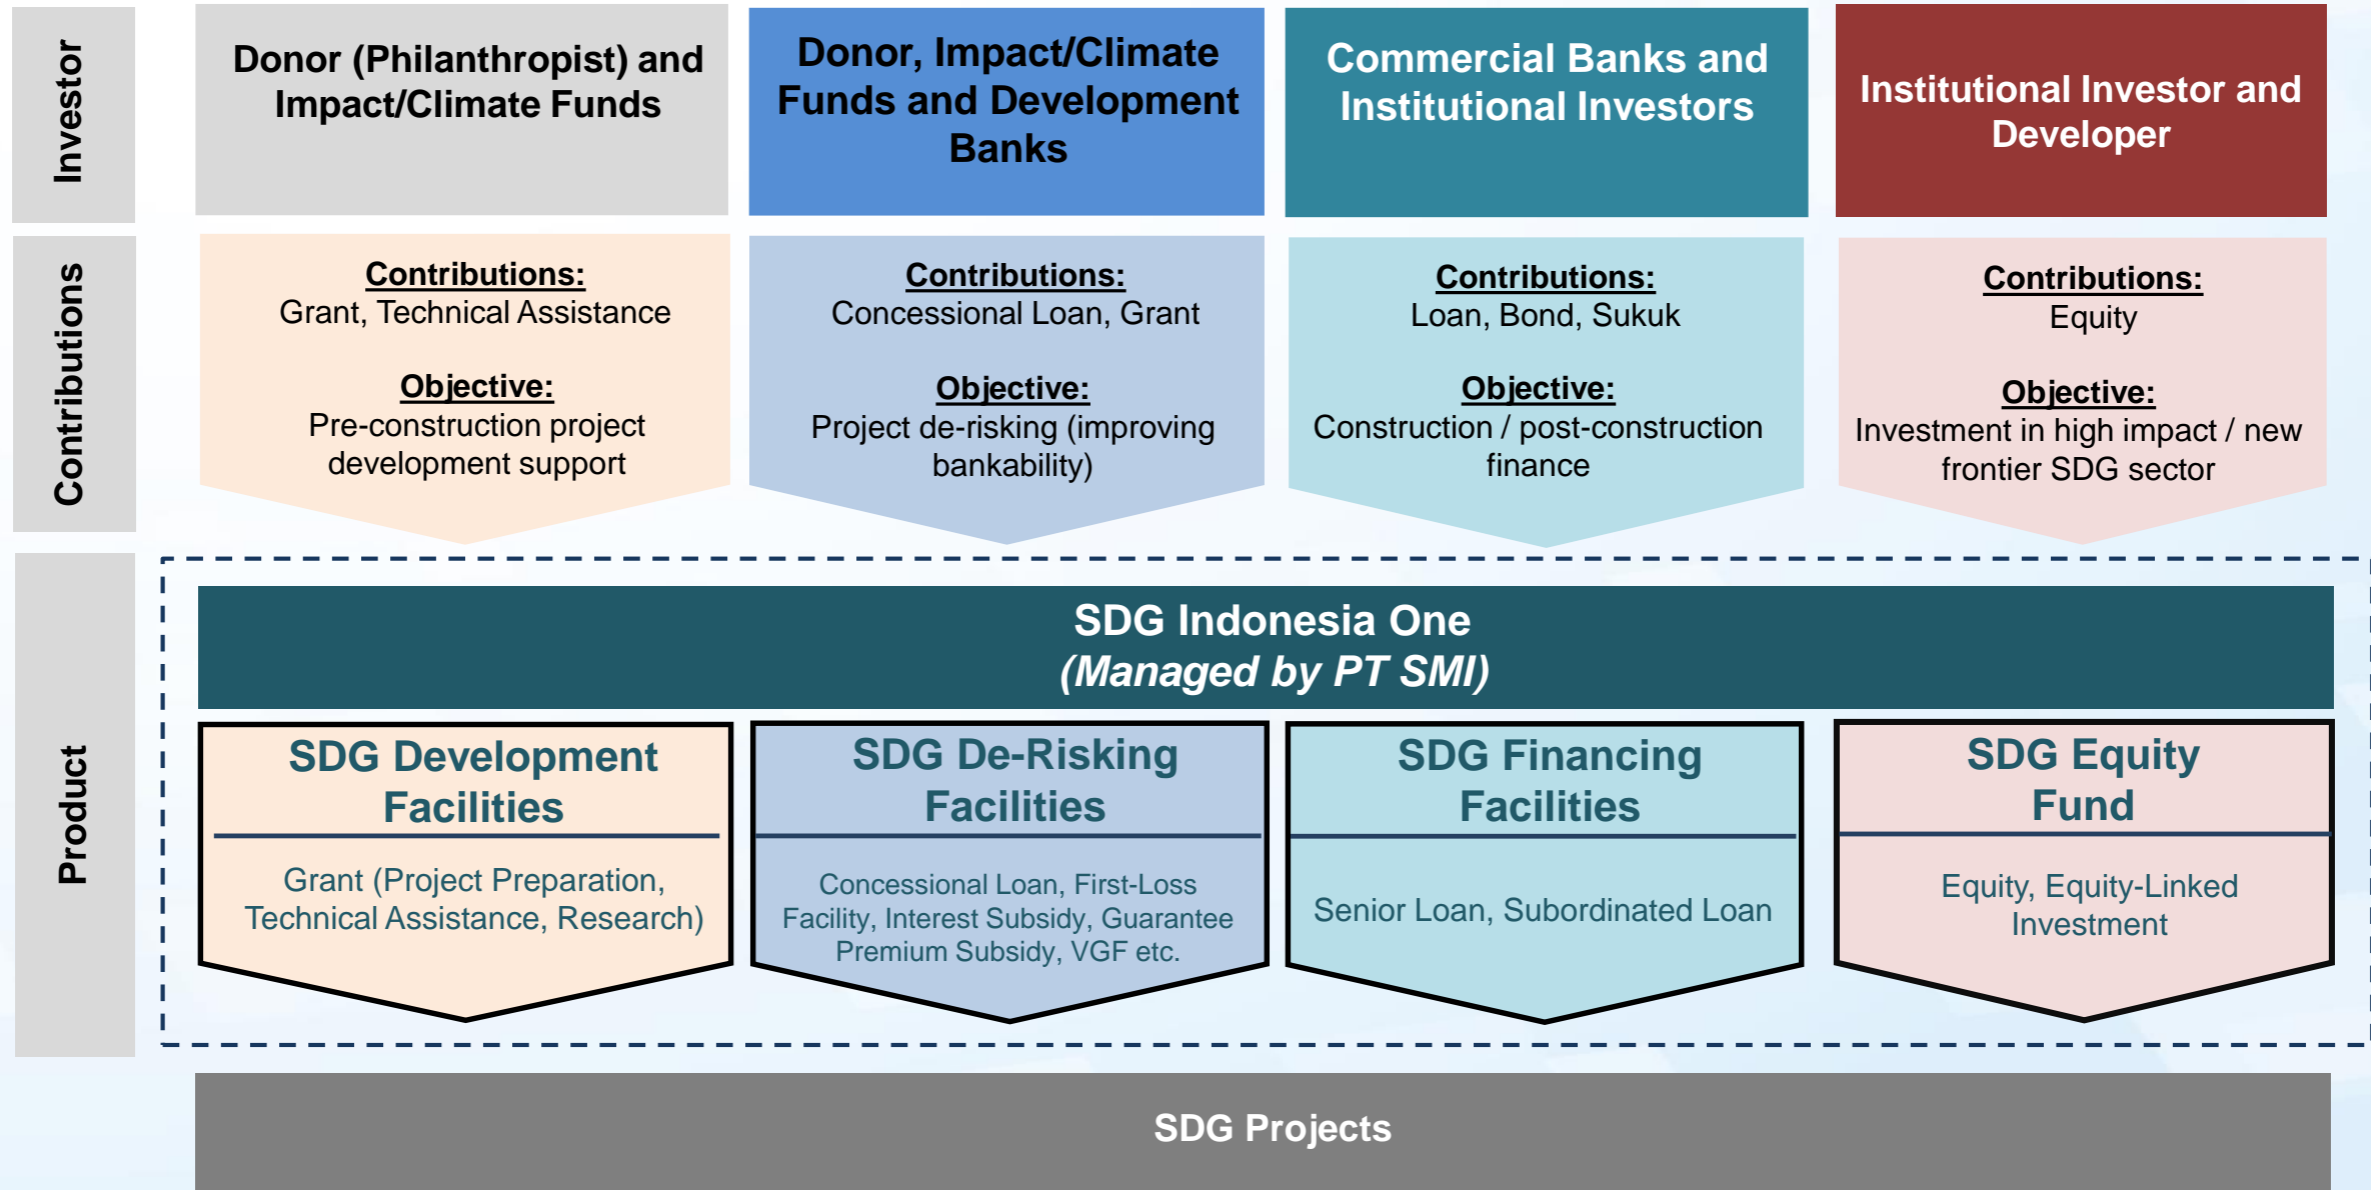 Investor
Donor (Philanthropist) and
Impact/Climate Funds
Donor, Impact/Climate
Funds and Development
Banks
Commercial Banks and
Institutional Investors
Institutional Investor and
Developer
Contributions
Contributions:
Grant, Technical Assistance
Objective:
Pre-construction project
development support
Contributions:
Concessional Loan, Grant
Objective:
Project de-risking (improving
bankability)
Contributions:
Loan, Bond, Sukuk
Objective:
Construction / post-construction
finance
Contributions:
Equity
Objective:
Investment in high impact / new
frontier SDG sector
Product
SDG Indonesia One
(Managed by PT SMI)
SDG Development
Facilities
Grant (Project Preparation,
Technical Assistance, Research)
SDG De-Risking
Facilities
Concessional Loan, First-Loss
Facility, Interest Subsidy, Guarantee
Premium Subsidy, VGF etc.
SDG Financing
Facilities
Senior Loan, Subordinated Loan
SDG Equity
Fund
Equity, Equity-Linked
Investment
SDG Projects